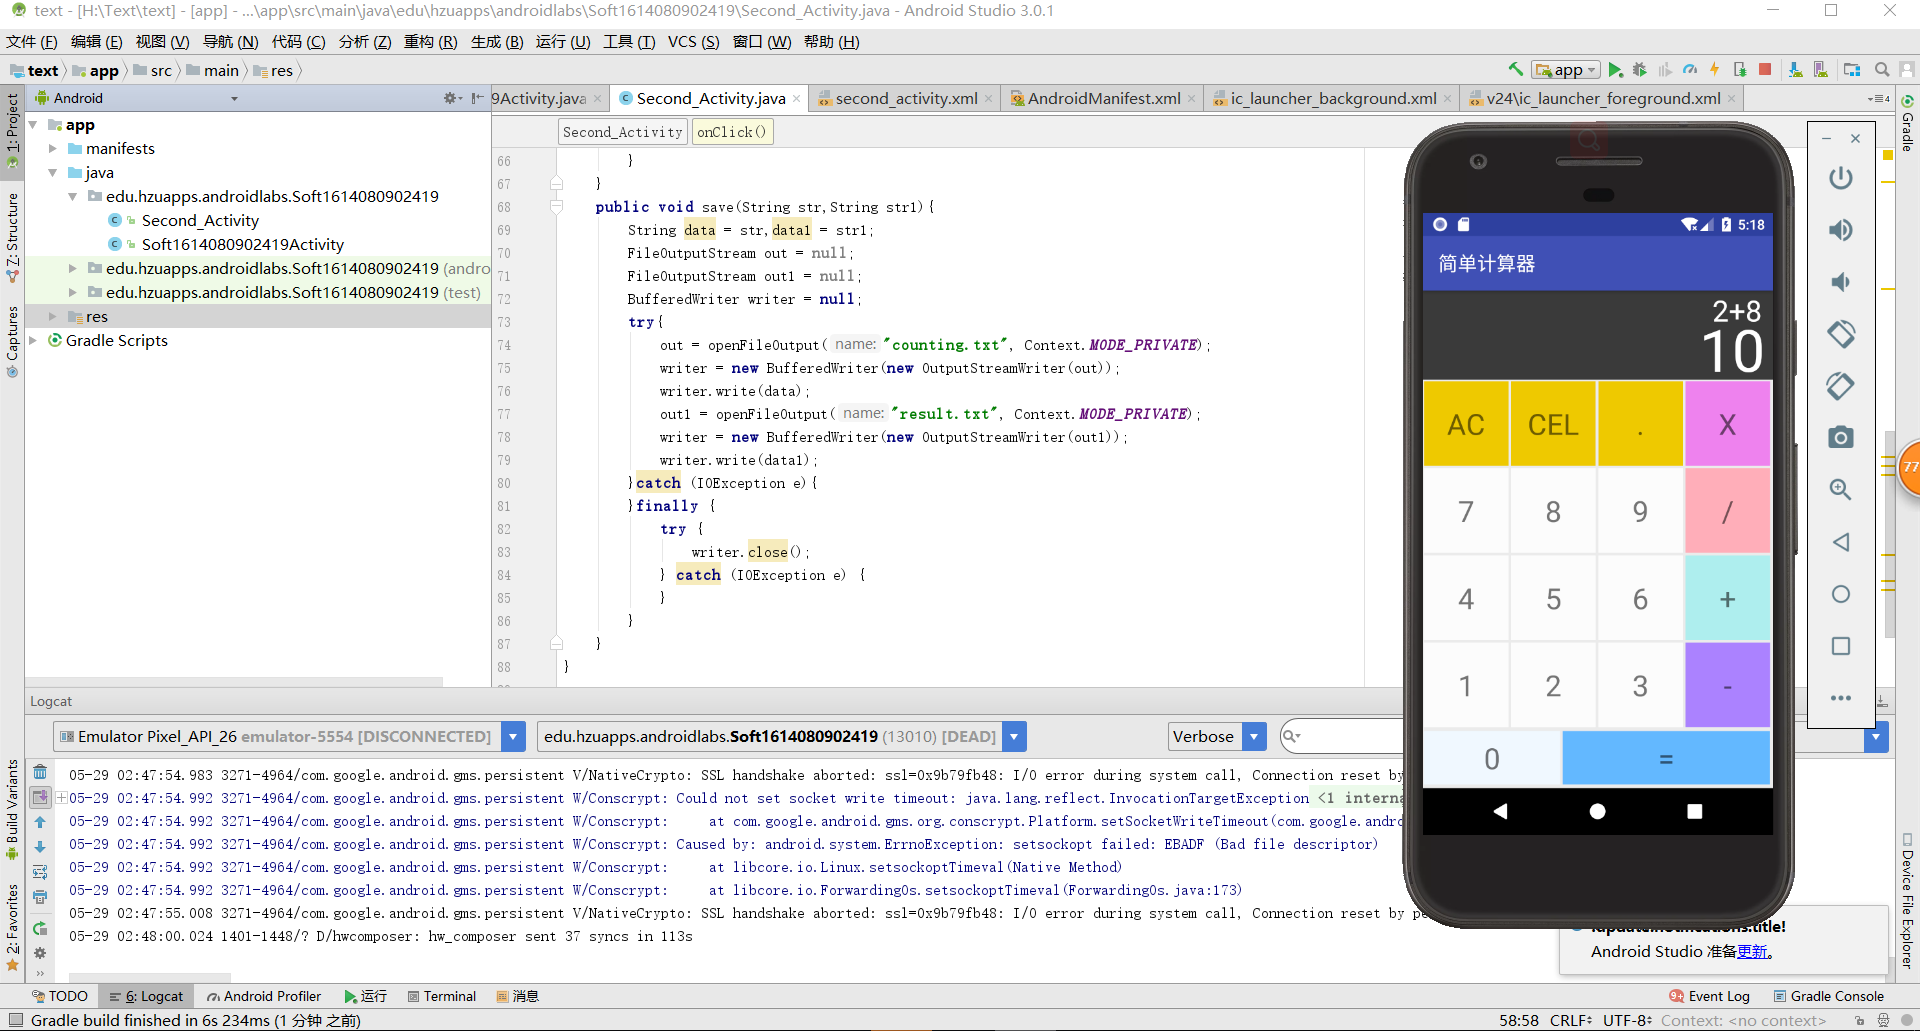 text - [H:\Text\text] - [app] - ...\app\src\main\java\edu\hzuapps\androidlabs\Soft1614080902419\Second_Activity.java - Android Studio 3.0.1
文件 (F) 编辑 (E) 视图 (V) 导航 (N) 代码 (C) 分析 (Z) 重构 (R) 生成 (B) 运行 (U) 工具 (T) VCS (S) 窗口 (W) 帮助 (H)
text app src main res
app
1: Project
Z: Structure
Captures
Build Variants
2: Favorites
Android
app
manifests
java
edu.hzuapps.androidlabs.Soft1614080902419
Second_Activity
Soft1614080902419Activity
edu.hzuapps.androidlabs.Soft1614080902419 (andro
edu.hzuapps.androidlabs.Soft1614080902419 (test)
res
Gradle Scripts
9Activity.java Second_Activity.java second_activity.xml AndroidManifest.xml ic_launcher_background.xml v24\ic_launcher_foreground.xml
4
Second_Activity onClick()
66 }
67 }
68 public void save(String str,String str1){
69 String data = str,data1 = str1;
70 FileOutputStream out = null;
71 FileOutputStream out1 = null;
72 BufferedWriter writer = null;
73 try{
74 out = openFileOutput( name: "counting.txt", Context.MODE_PRIVATE);
75 writer = new BufferedWriter(new OutputStreamWriter(out));
76 writer.write(data);
77 out1 = openFileOutput( name: "result.txt", Context.MODE_PRIVATE);
78 writer = new BufferedWriter(new OutputStreamWriter(out1));
79 writer.write(data1);
80 }catch (IOException e){
81 }finally {
82 try {
83 writer.close();
84 } catch (IOException e) {
85 }
86 }
87 }
88 }
5:18
简单计算器
2+8
10
AC CEL . X
7 8 9 /
4 5 6 +
1 2 3 -
0 =
77
Gradle
Device File Explorer
Logcat
Emulator Pixel_API_26 emulator-5554 [DISCONNECTED]
edu.hzuapps.androidlabs.Soft1614080902419 (13010) [DEAD]
Verbose
05-29 02:47:54.983 3271-4964/com.google.android.gms.persistent V/NativeCrypto: SSL handshake aborted: ssl=0x9b79fb48: I/O error during system call, Connection reset by
05-29 02:47:54.992 3271-4964/com.google.android.gms.persistent W/Conscrypt: Could not set socket write timeout: java.lang.reflect.InvocationTargetException <1 interna
05-29 02:47:54.992 3271-4964/com.google.android.gms.persistent W/Conscrypt: at com.google.android.gms.org.conscrypt.Platform.setSocketWriteTimeout(com.google.andro
05-29 02:47:54.992 3271-4964/com.google.android.gms.persistent W/Conscrypt: Caused by: android.system.ErrnoException: setsockopt failed: EBADF (Bad file descriptor)
05-29 02:47:54.992 3271-4964/com.google.android.gms.persistent W/Conscrypt: at libcore.io.Linux.setsockoptTimeval(Native Method)
05-29 02:47:54.992 3271-4964/com.google.android.gms.persistent W/Conscrypt: at libcore.io.ForwardingOs.setsockoptTimeval(ForwardingOs.java:173)
05-29 02:47:55.008 3271-4964/com.google.android.gms.persistent V/NativeCrypto: SSL handshake aborted: ssl=0x9b79fb48: I/O error during system call, Connection reset by pe
05-29 02:48:00.024 1401-1448/? D/hwcomposer: hw_composer sent 37 syncs in 113s
Android Studio 准备更新。
TODO 6: Logcat Android Profiler 运行 Terminal 消息
Event Log Gradle Console
Gradle build finished in 6s 234ms (1 分钟 之前)
58:58 CRLF UTF-8 Context: <no context>